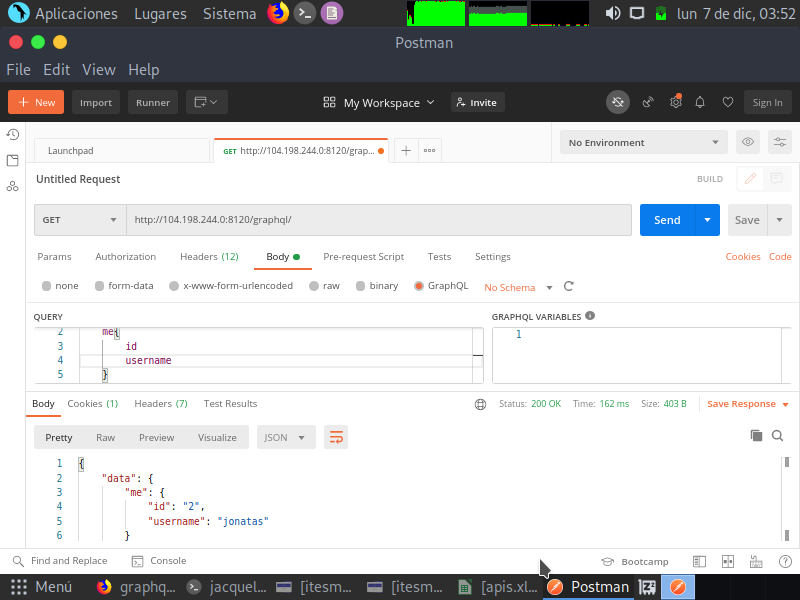 Aplicaciones Lugares Sistema lun 7 de dic, 03:52
Postman
File Edit View Help
New Import Runner My Workspace Invite Sign In
Launchpad GET http://104.198.244.0:8120/grap... No Environment
Untitled Request BUILD
GET http://104.198.244.0:8120/graphql/ Send Save
Params Authorization Headers (12) Body Pre-request Script Tests Settings Cookies Code
none form-data x-www-form-urlencoded raw binary GraphQL No Schema
QUERY GRAPHQL VARIABLES
2 me{ 1
3 id
4 username
5 }
Body Cookies (1) Headers (7) Test Results Status: 200 OK Time: 162 ms Size: 403 B Save Response
Pretty Raw Preview Visualize JSON
1 {
2 "data": {
3 "me": {
4 "id": "2",
5 "username": "jonatas"
6 }
Find and Replace Console Bootcamp
Menú graphq... jacquel... [itesm... [itesm... [apis.xl... Postman